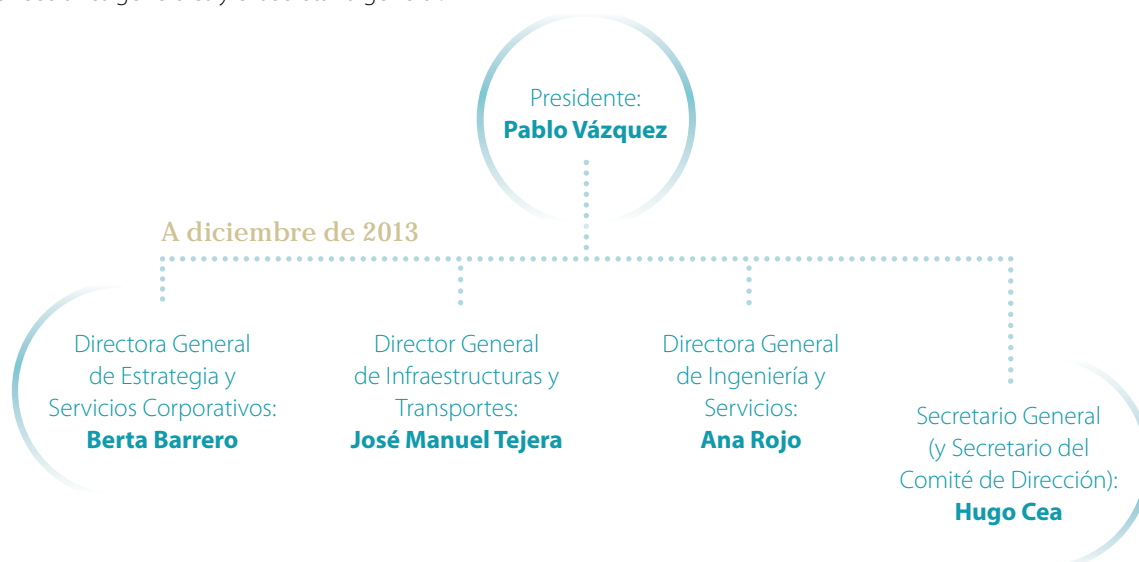 Presidente:
Pablo Vázquez
A diciembre de 2013
Directora General
de Estrategia y
Servicios Corporativos:
Berta Barrero
Director General
de Infraestructuras y
Transportes:
José Manuel Tejera
Directora General
de Ingeniería y
Servicios:
Ana Rojo
Secretario General
(y Secretario del
Comité de Dirección):
Hugo Cea